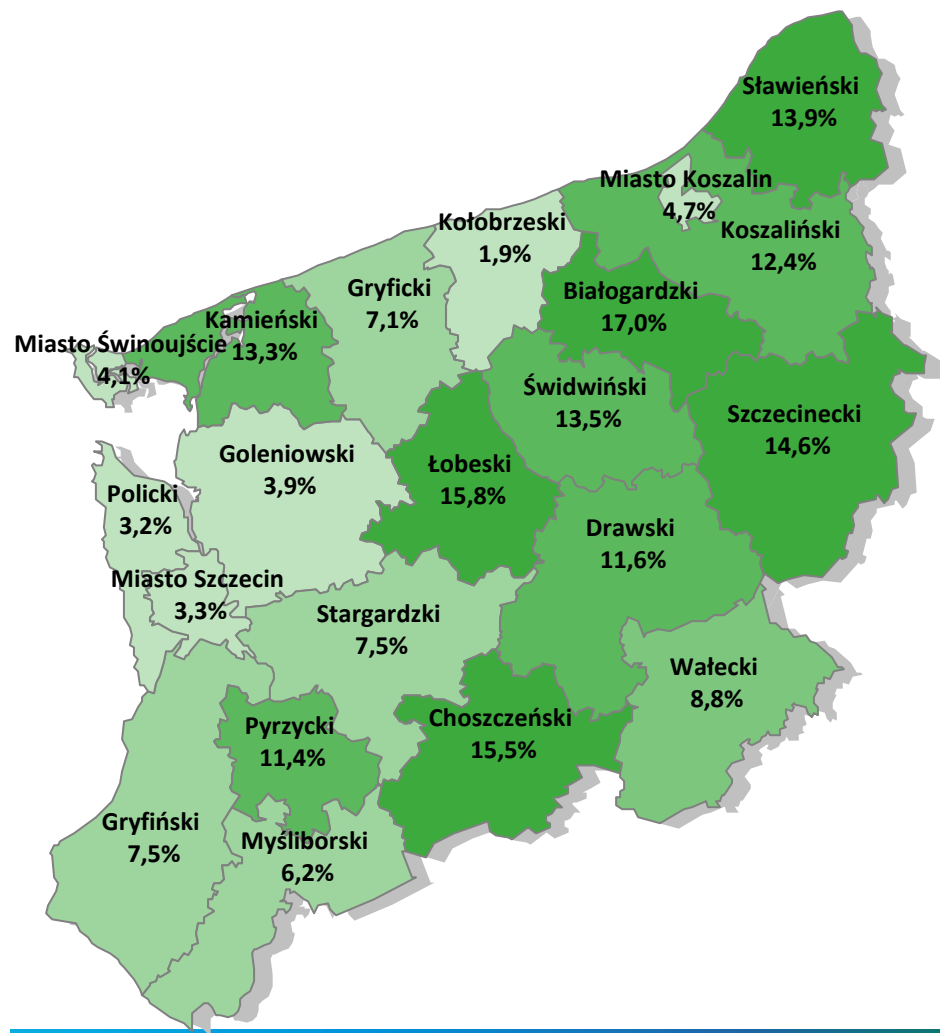 Sławieński
13,9%
Miasto Koszalin
4,7%
Kołobrzeski
1,9%
Koszaliński
12,4%
Gryficki
7,1%
Białogardzki
17,0%
Kamieński
13,3%
Miasto Świnoujście
4,1%
Świdwiński
13,5%
Szczecinecki
14,6%
Goleniowski
3,9%
Łobeski
15,8%
Policki
3,2%
Drawski
11,6%
Miasto Szczecin
3,3%
Stargardzki
7,5%
Wałecki
8,8%
Pyrzycki
11,4%
Choszczeński
15,5%
Gryfiński
7,5%
Myśliborski
6,2%